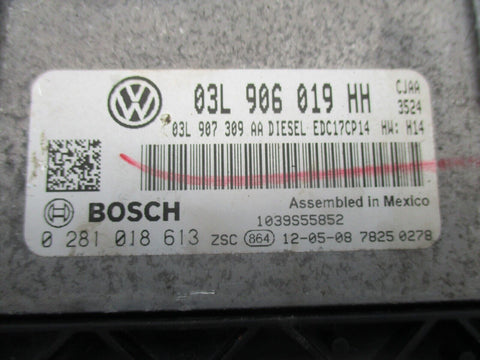 03L 906 019 HH CJAA
3524
03L 907 309 AA DIESEL EDC17CP14 HW: H14
Assembled in Mexico
BOSCH 1039S55852
0 281 018 613 ZSC 864 12-05-08 7825 0278